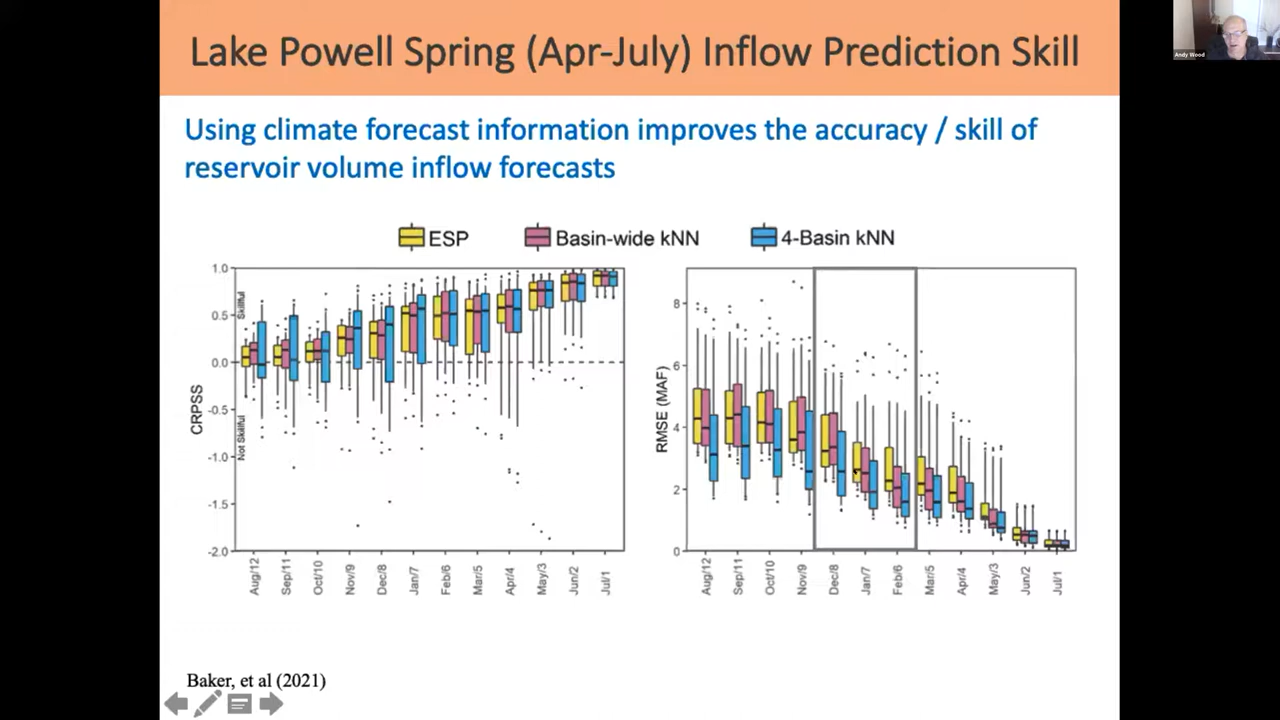 Lake Powell Spring (Apr-July) Inflow Prediction Skill
Andy Wood
Using climate forecast information improves the accuracy / skill of
reservoir volume inflow forecasts
ESP
Basin-wide kNN
4-Basin kNN
CRPSS
Skillful
Not Skillful
1.0
0.5
0.0
-0.5
-1.0
-1.5
-2.0
Aug/12
Sep/11
Oct/10
Nov/9
Dec/8
Jan/7
Feb/6
Mar/5
Apr/4
May/3
Jun/2
Jul/1
RMSE (MAF)
8
6
4
2
0
Aug/12
Sep/11
Oct/10
Nov/9
Dec/8
Jan/7
Feb/6
Mar/5
Apr/4
May/3
Jun/2
Jul/1
Baker, et al (2021)